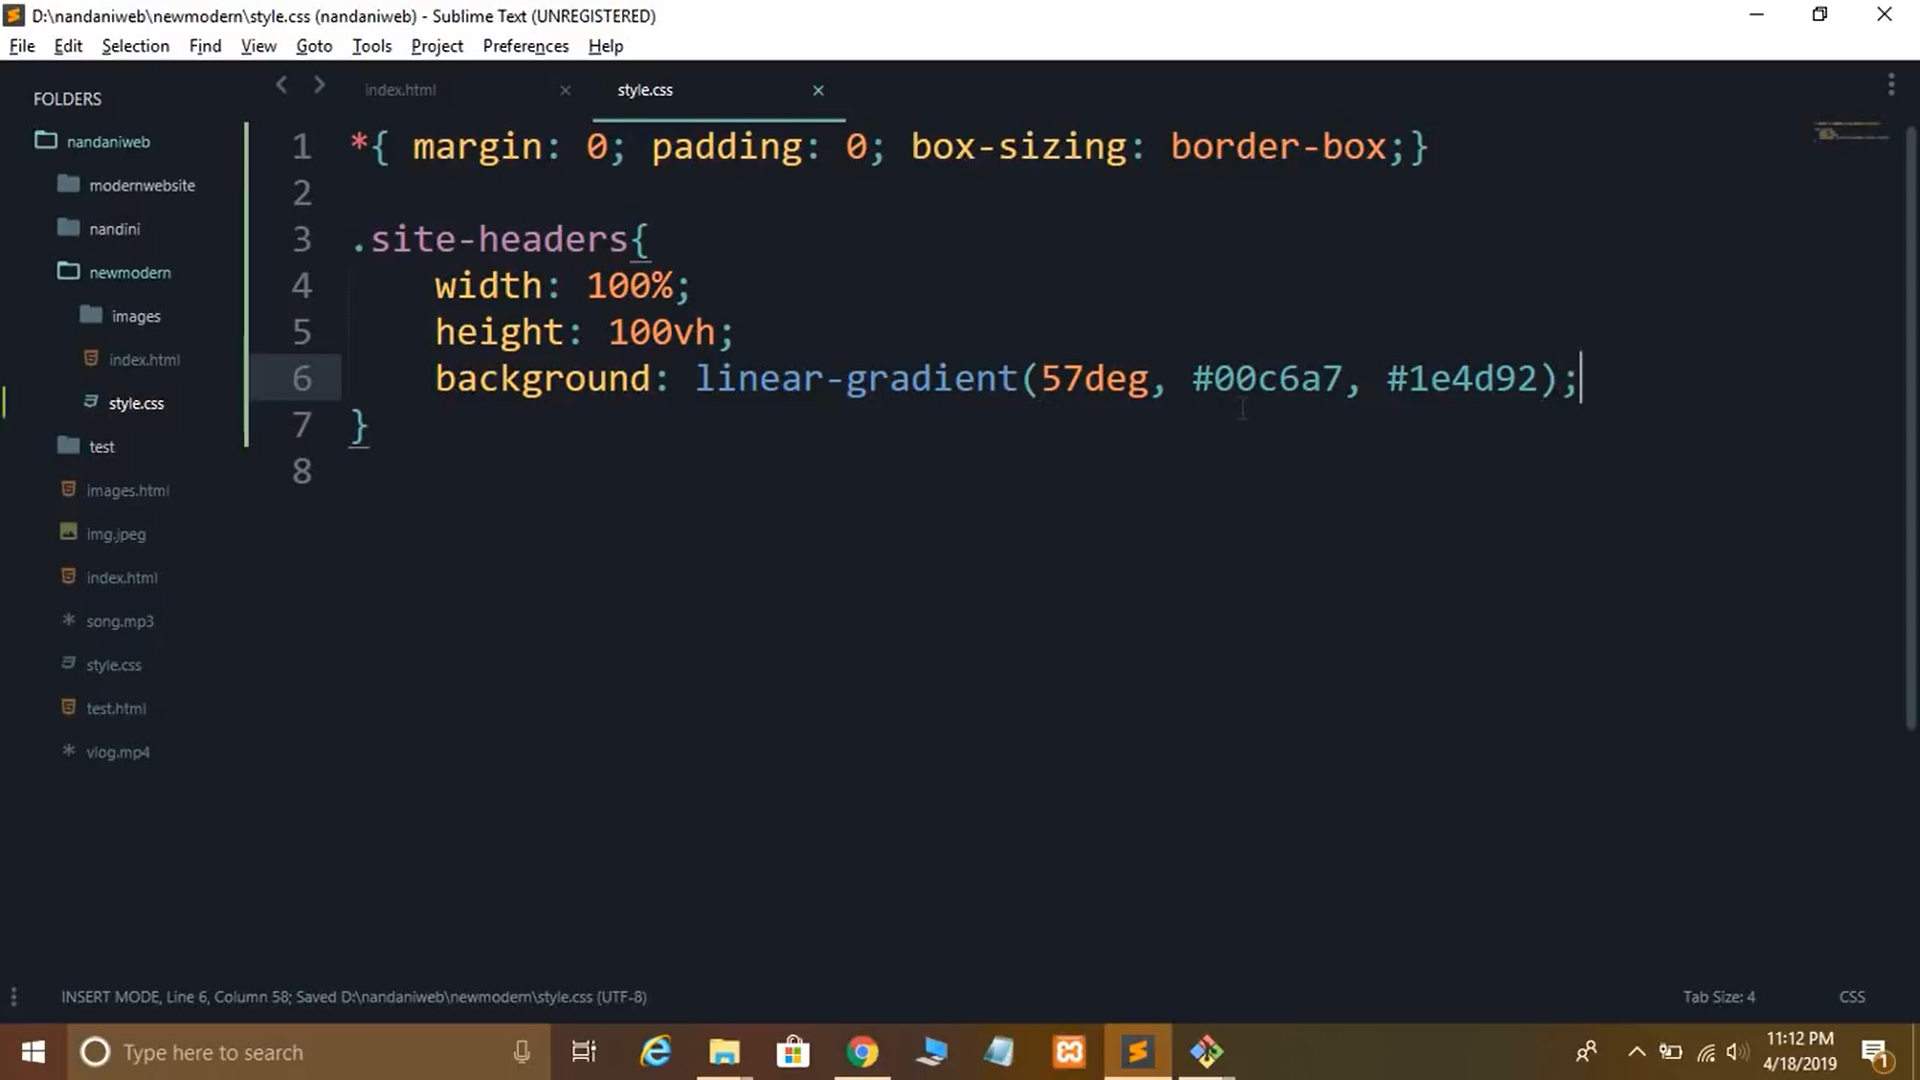 D:\nandaniweb\newmodern\style.css (nandaniweb) - Sublime Text (UNREGISTERED)
File Edit Selection Find View Goto Tools Project Preferences Help
FOLDERS
nandaniweb
modernwebsite
nandini
newmodern
images
index.html
style.css
test
images.html
img.jpeg
index.html
song.mp3
style.css
test.html
vlog.mp4
index.html style.css
1 *{ margin: 0; padding: 0; box-sizing: border-box;}
2
3 .site-headers{
4 width: 100%;
5 height: 100vh;
6 background: linear-gradient(57deg, #00c6a7, #1e4d92);
7 }
8
INSERT MODE, Line 6, Column 58; Saved D:\nandaniweb\newmodern\style.css (UTF-8) Tab Size: 4 CSS
Type here to search
11:12 PM
4/18/2019
1